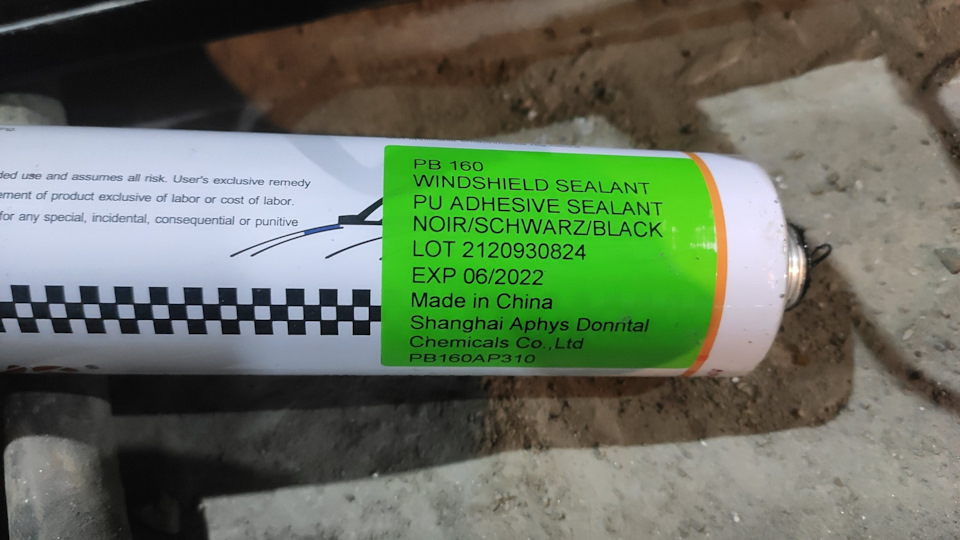 ded use and assumes all risk. User's exclusive remedy
ement of product exclusive of labor or cost of labor.
for any special, incidental, consequential or punitive
PB 160
WINDSHIELD SEALANT
PU ADHESIVE SEALANT
NOIR/SCHWARZ/BLACK
LOT 2120930824
EXP 06/2022
Made in China
Shanghai Aphys Donntal
Chemicals Co.,Ltd
PB160AP310